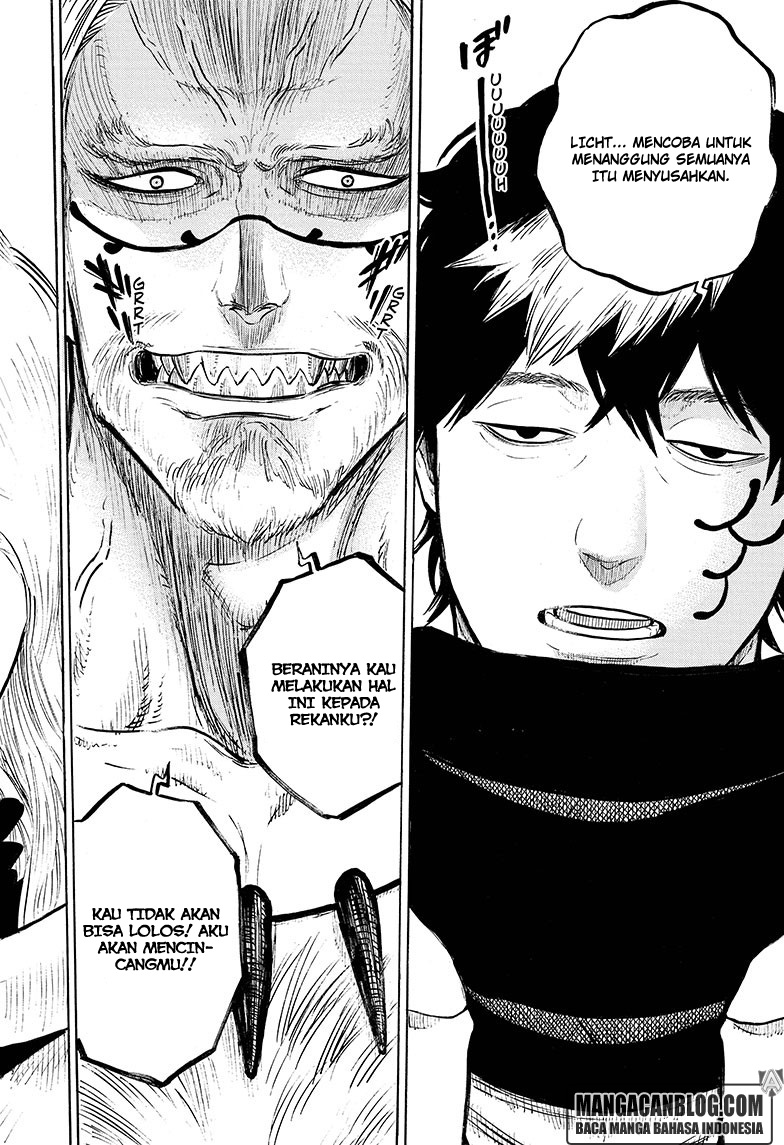 ぼ
UUUUUUUH
LICHT... MENCOBA UNTUK
MENANGGUNG SEMUANYA
ITU MENYUSAHKAN.
GRRT
GRRT
BERANINYA KAU
MELAKUKAN HAL
INI KEPADA
REKANKU?!
KAU TIDAK AKAN
BISA LOLOS! AKU
AKAN MENCIN-
CANGMU!!
MANGACANBLOG.COM
BACA MANGA BAHASA INDONESIA